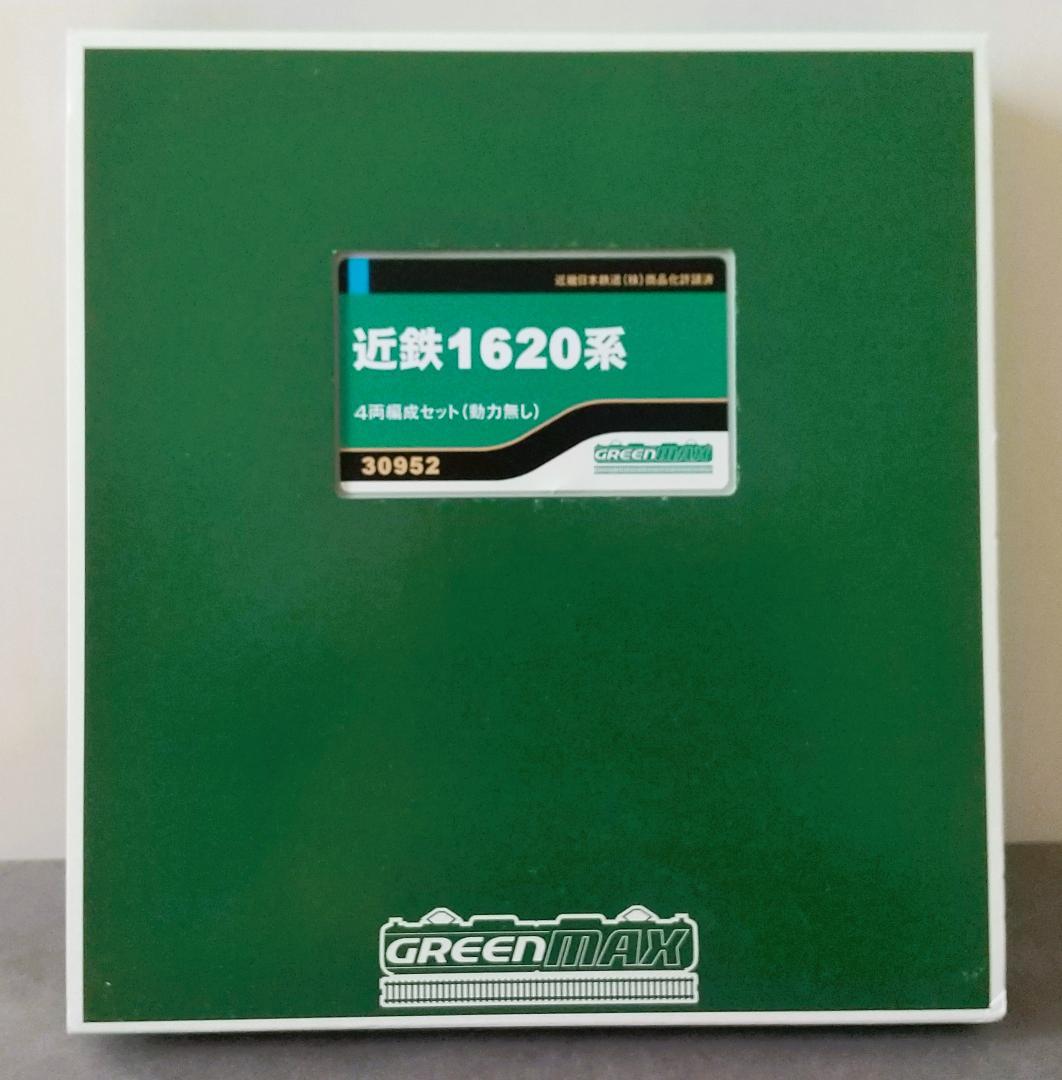 近畿日本鉄道(株)商品化許諾済
近鉄1620系
4両編成セット(動力無し)
30952
GREENMAX
GREENMAX